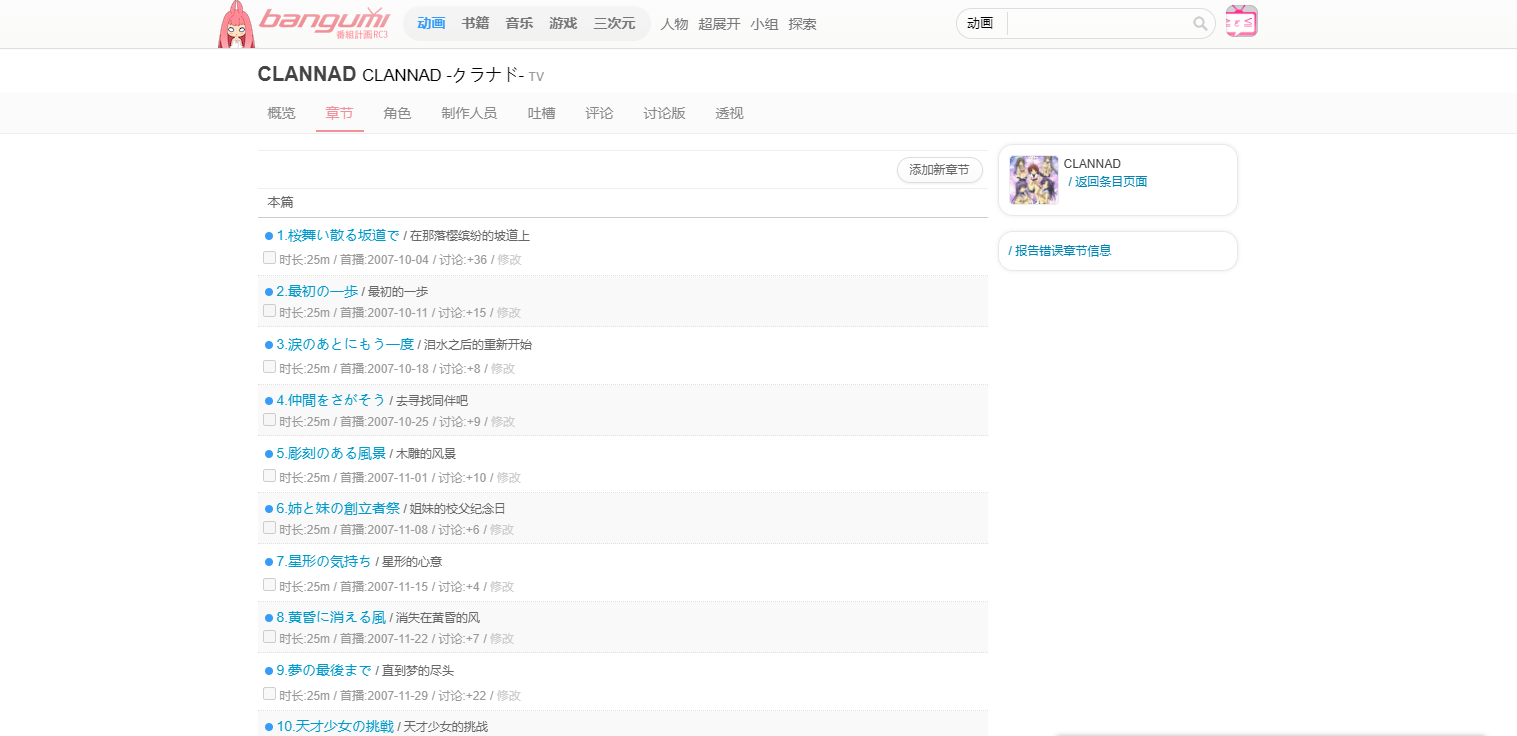 bangumi
番組計画RC3
动画 书籍 音乐 游戏 三次元 人物 超展开 小组 探索
动画
CLANNAD CLANNAD -クラナド- TV
概览 章节 角色 制作人员 吐槽 评论 讨论版 透视
添加新章节
本篇
1.桜舞い散る坂道で / 在那落樱缤纷的坡道上
时长:25m / 首播:2007-10-04 / 讨论:+36 / 修改
2.最初の一歩 / 最初的一步
时长:25m / 首播:2007-10-11 / 讨论:+15 / 修改
3.涙のあとにもう一度 / 泪水之后的重新开始
时长:25m / 首播:2007-10-18 / 讨论:+8 / 修改
4.仲間をさがそう / 去寻找同伴吧
时长:25m / 首播:2007-10-25 / 讨论:+9 / 修改
5.彫刻のある風景 / 木雕的风景
时长:25m / 首播:2007-11-01 / 讨论:+10 / 修改
6.姉と妹の創立者祭 / 姐妹的校父纪念日
时长:25m / 首播:2007-11-08 / 讨论:+6 / 修改
7.星形の気持ち / 星形的心意
时长:25m / 首播:2007-11-15 / 讨论:+4 / 修改
8.黄昏に消える風 / 消失在黄昏的风
时长:25m / 首播:2007-11-22 / 讨论:+7 / 修改
9.夢の最後まで / 直到梦的尽头
时长:25m / 首播:2007-11-29 / 讨论:+22 / 修改
10.天才少女の挑戦 / 天才少女的挑战
CLANNAD
/ 返回条目页面
/ 报告错误章节信息